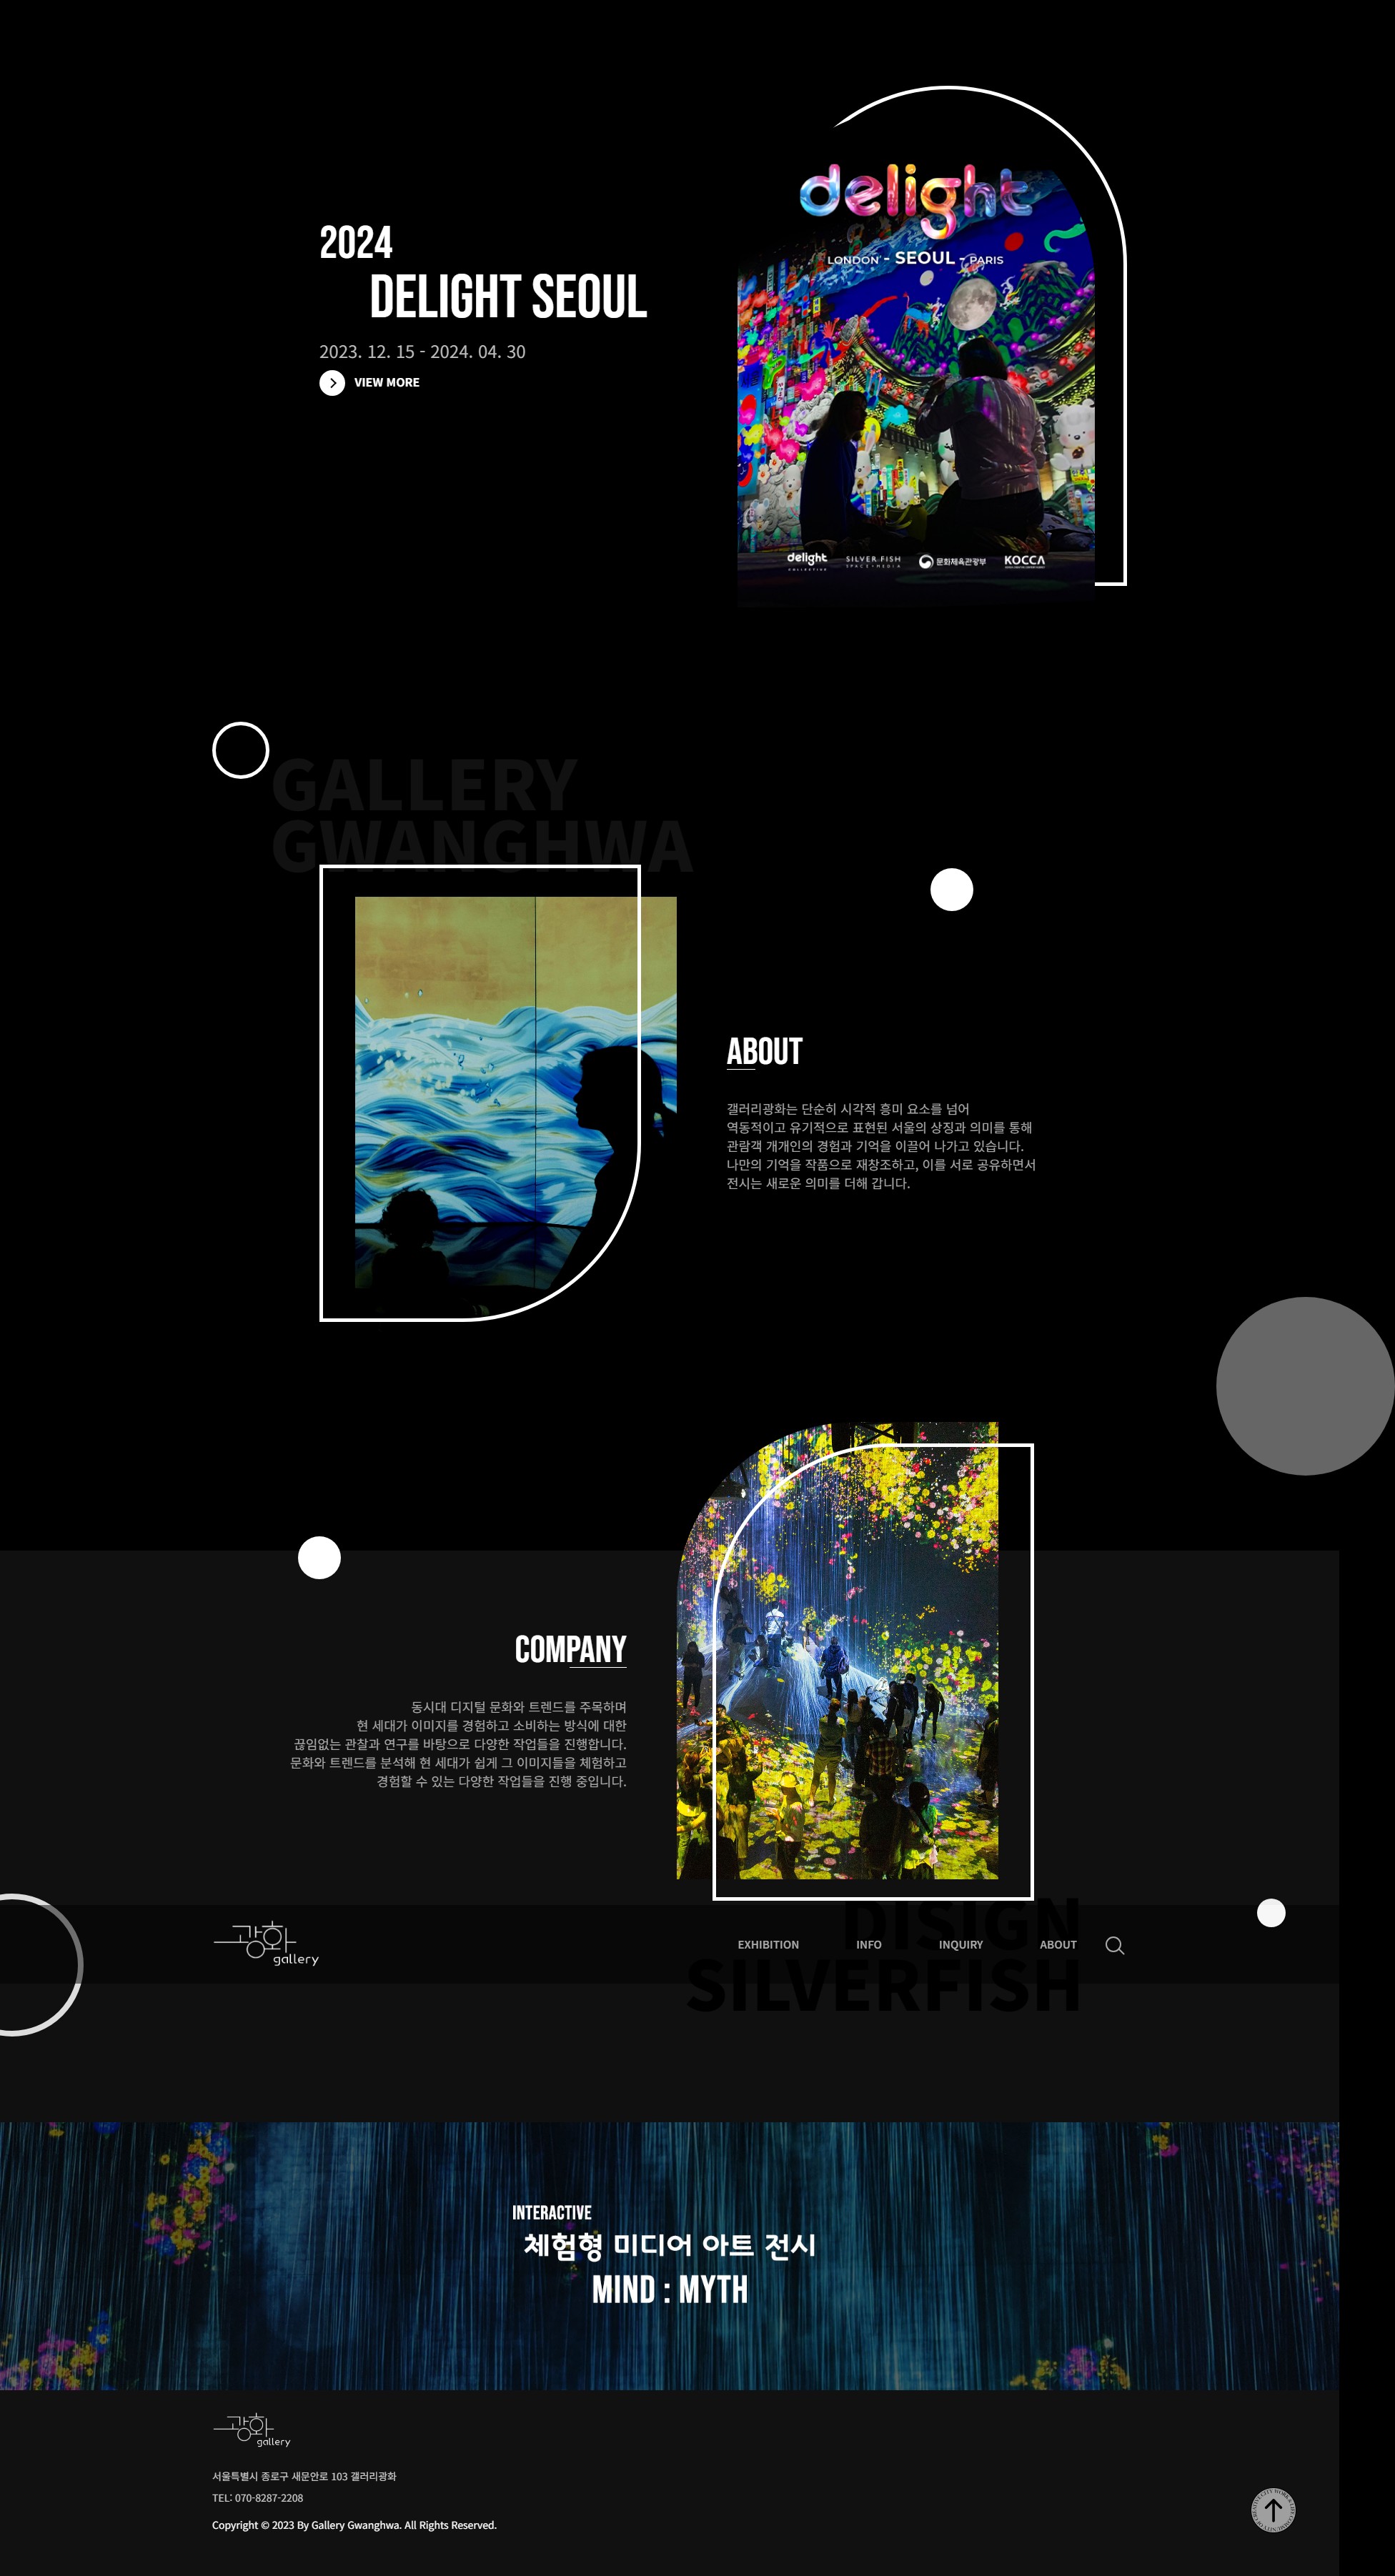 delight
LONDON - SEOUL - PARIS
2024
DELIGHT SEOUL
2023. 12. 15 - 2024. 04. 30
VIEW MORE
delight
COLLECTIVE
SILVER FISH
SPACE • MEDIA
문화체육관광부
KOCCA
GALLERY
GWANGHWA
ABOUT
갤러리광화는 단순히 시각적 흥미 요소를 넘어
역동적이고 유기적으로 표현된 서울의 상징과 의미를 통해
관람객 개개인의 경험과 기억을 이끌어 나가고 있습니다.
나만의 기억을 작품으로 재창조하고, 이를 서로 공유하면서
전시는 새로운 의미를 더해 갑니다.
COMPANY
동시대 디지털 문화와 트렌드를 주목하며
현 세대가 이미지를 경험하고 소비하는 방식에 대한
끊임없는 관찰과 연구를 바탕으로 다양한 작업들을 진행합니다.
문화와 트렌드를 분석해 현 세대가 쉽게 그 이미지들을 체험하고
경험할 수 있는 다양한 작업들을 진행 중입니다.
DISIGN
SILVERFISH
광화
gallery
EXHIBITION
INFO
INQUIRY
ABOUT
INTERACTIVE
체험형 미디어 아트 전시
MIND : MYTH
광화
gallery
서울특별시 종로구 새문안로 103 갤러리광화
TEL: 070-8287-2208
Copyright © 2023 By Gallery Gwanghwa. All Rights Reserved.